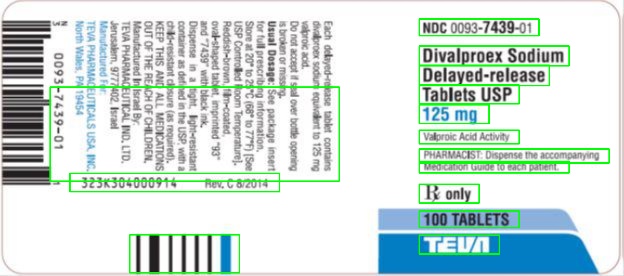 Each delayed-release tablet contains
divalproex sodium equivalent to 125 mg
valproic acid.
Do not accept if seal over bottle opening
is broken or missing.
Usual Dosage: See package insert
for full prescribing information.
Store at 20° to 25°C (68° to 77°F) [See
USP Controlled Room Temperature].
Reddish-brown, film-coated,
oval-shaped tablet, imprinted "93"
and "7439" with black ink.
Dispense in a tight, light-resistant
container as defined in the USP, with a
child-resistant closure (as required).
KEEP THIS AND ALL MEDICATIONS
OUT OF THE REACH OF CHILDREN.
Manufactured In Israel By:
TEVA PHARMACEUTICAL IND. LTD.
Jerusalem, 9777402, Israel
Manufactured For:
TEVA PHARMACEUTICALS USA, INC.
North Wales, PA 19454
0093-7439-01
323K304000914
Rev. C 8/2014
NDC 0093-7439-01
Divalproex Sodium
Delayed-release
Tablets USP
125 mg
Valproic Acid Activity
PHARMACIST: Dispense the accompanying
Medication Guide to each patient.
℞ only
100 TABLETS
TEVA